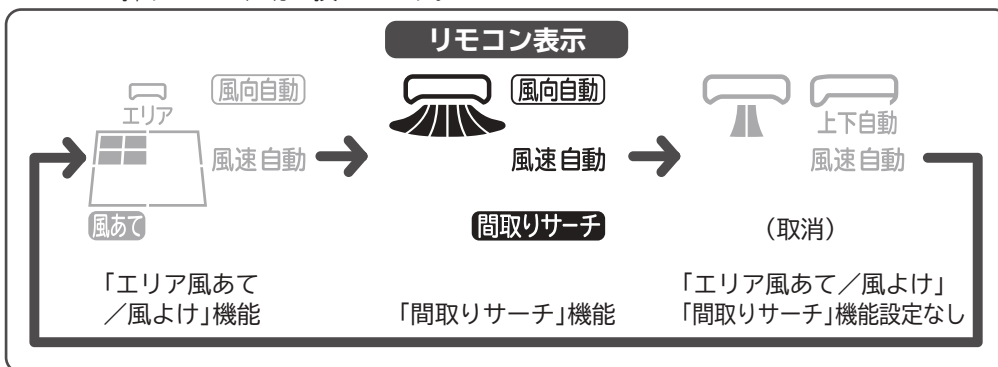 リモコン表示
エリア
風向自動
風速自動
風あて
「エリア風あて
／風よけ」機能
風向自動
風速自動
間取りサーチ
「間取りサーチ」機能
上下自動
風速自動
（取消）
「エリア風あて／風よけ」
「間取りサーチ」機能設定なし